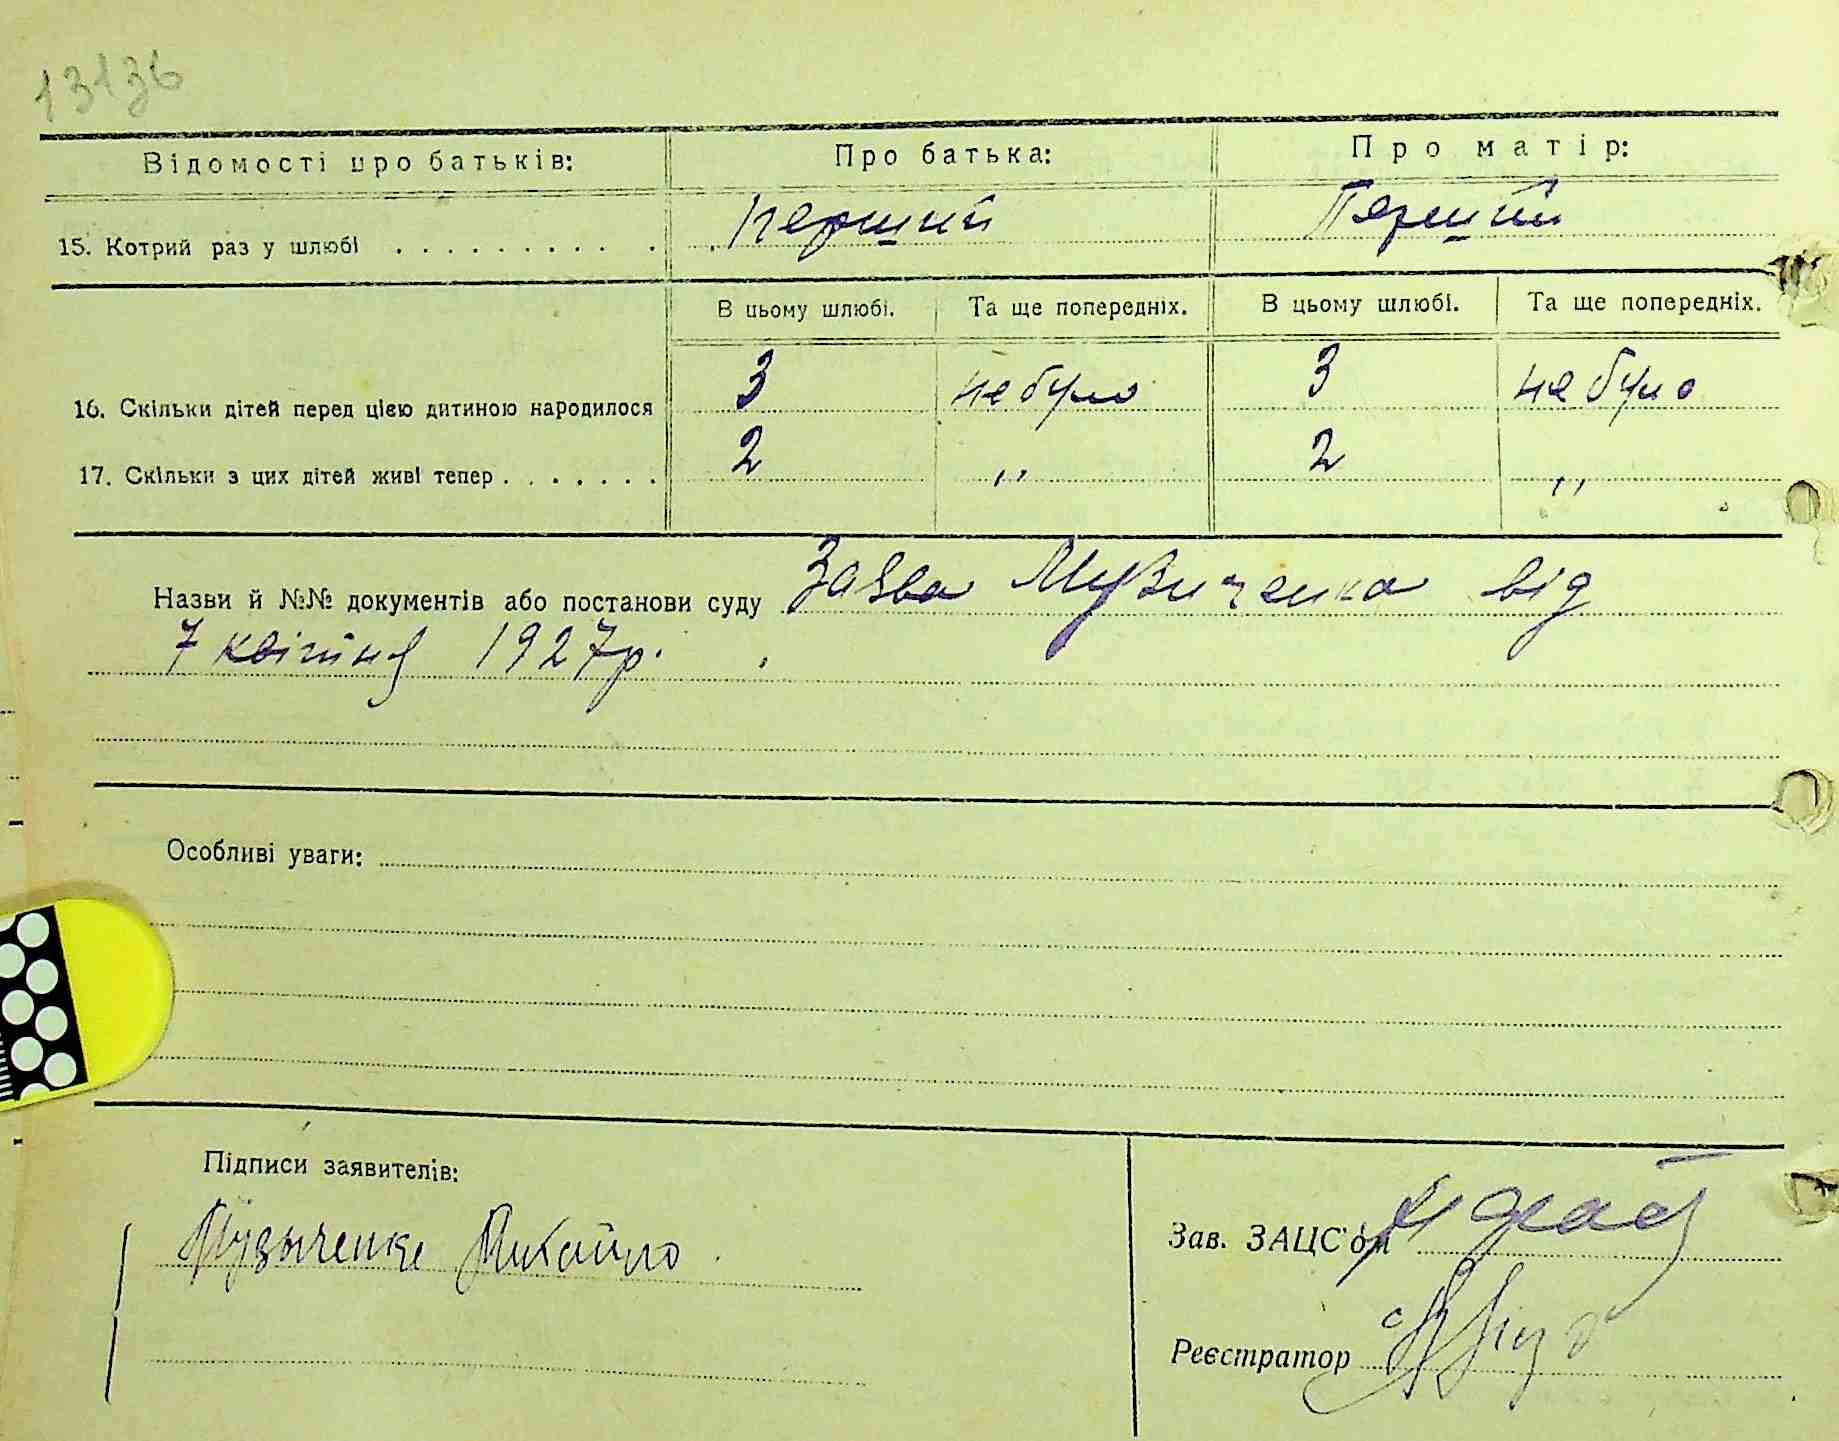 13136
Відомості про батьків: Про батька: Про матір:
15. Котрий раз у шлюбі . . . . . . . . . . Перший Перший
В цьому шлюбі. Та ще попередніх. В цьому шлюбі. Та ще попередніх.
16. Скільки дітей перед цією дитиною народилося 3 не було 3 не було
17. Скільки з цих дітей живі тепер . . . . . . . 2 ,, 2 ,,
Назви й №№ документів або постанови суду Заява Музиченка від
7 квітня 1927р.
Особливі уваги:
Підписи заявителів:
Музыченке Михайло
Зав. ЗАЦС'ом
Реєстратор